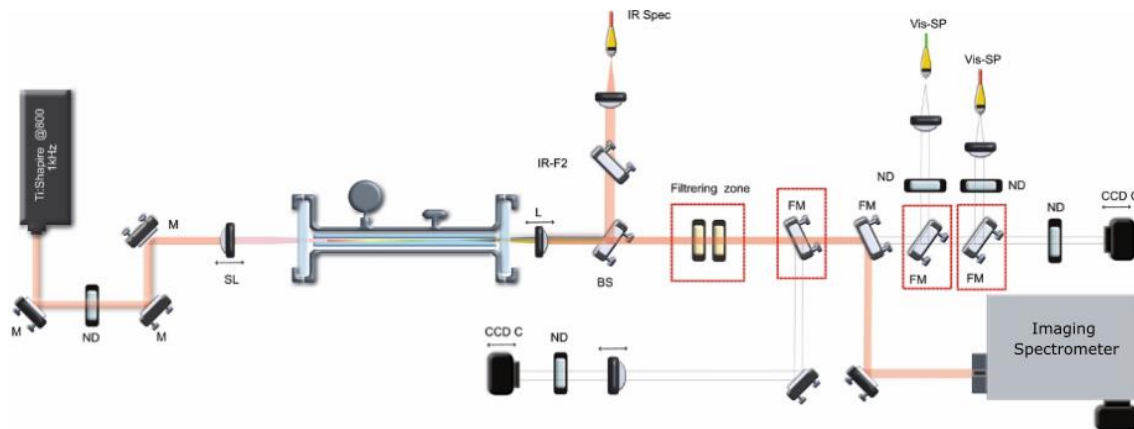 IR Spec
Vis-SP
Vis-SP
Ti:Shapire @800
1kHz
IR-F2
ND
ND
Filtrering zone
CCD C
M
L
FM
FM
ND
SL
BS
FM
FM
M
ND
M
CCD C
ND
Imaging
Spectrometer